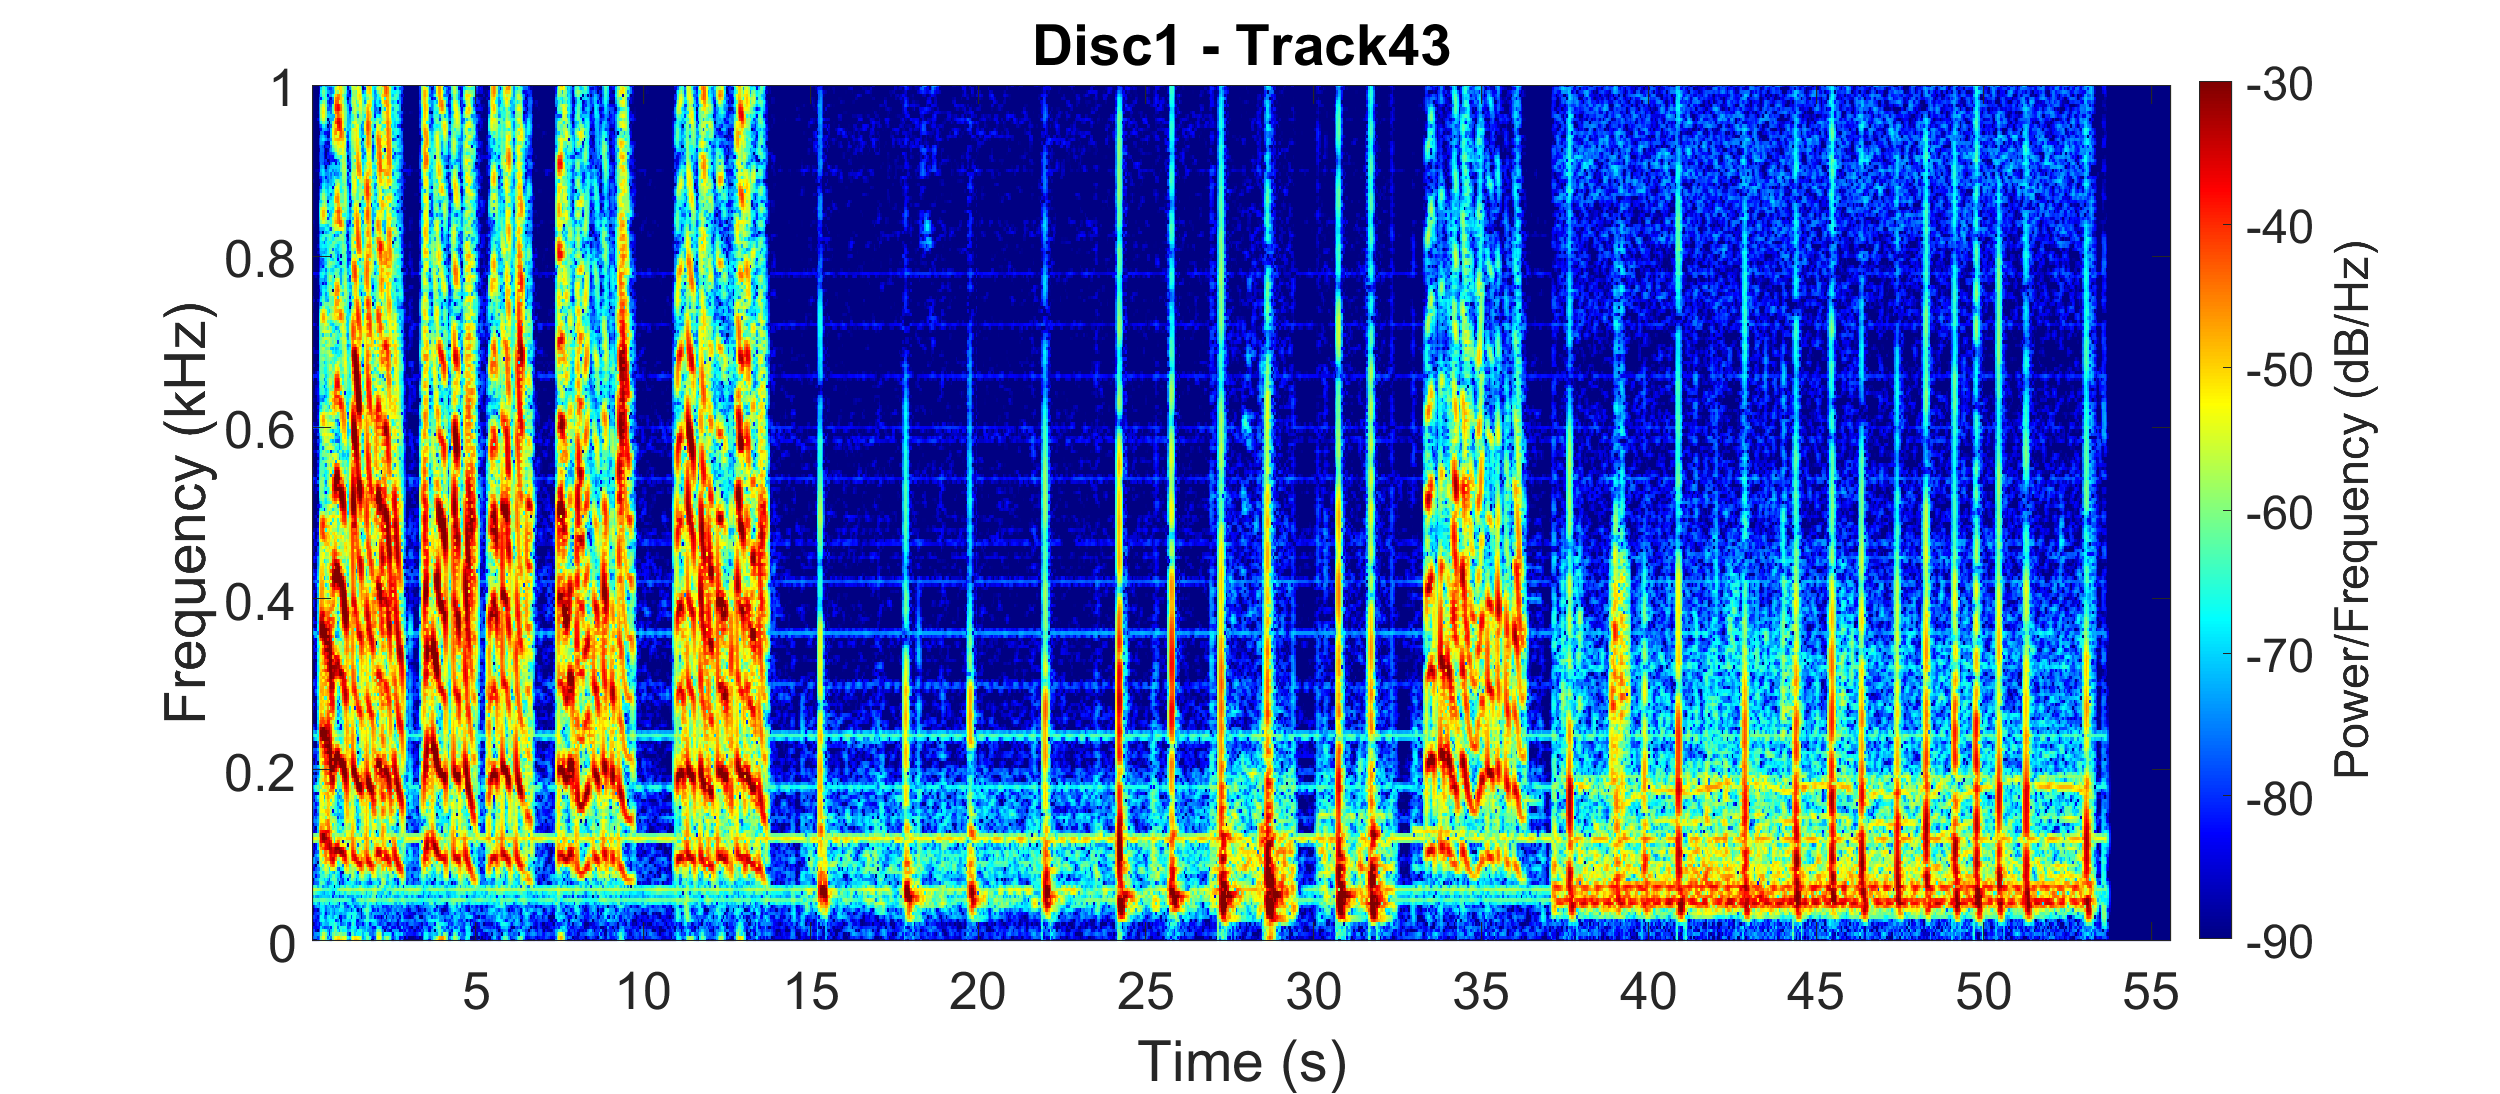 Disc1 - Track43
Frequency (kHz)
1
0.8
0.6
0.4
0.2
0
5 10 15 20 25 30 35 40 45 50 55
Time (s)
-30
-40
-50
-60
-70
-80
-90
Power/Frequency (dB/Hz)